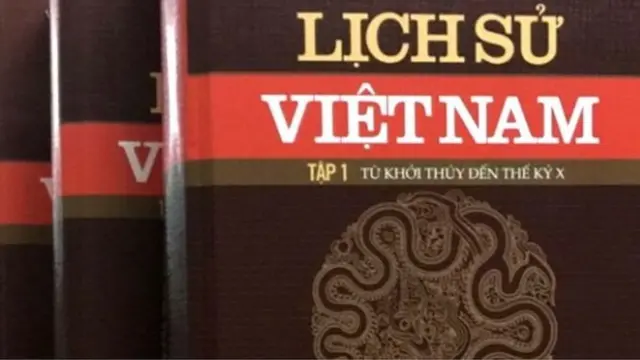 LỊCH SỬ
VIỆT NAM
TẬP 1 TỪ KHỞI THỦY ĐẾN THẾ KỶ X